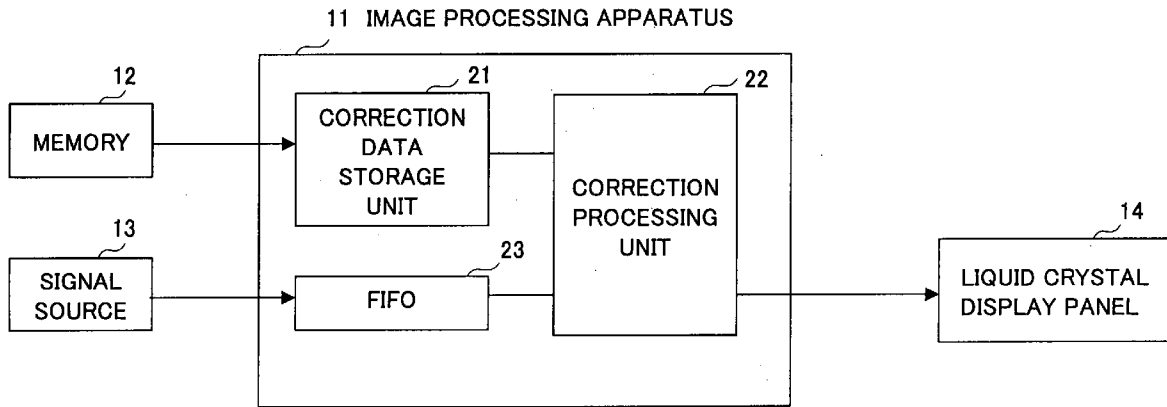 11 IMAGE PROCESSING APPARATUS
12
MEMORY
21
CORRECTION
DATA
STORAGE
UNIT
22
CORRECTION
PROCESSING
UNIT
13
SIGNAL
SOURCE
23
FIFO
14
LIQUID CRYSTAL
DISPLAY PANEL